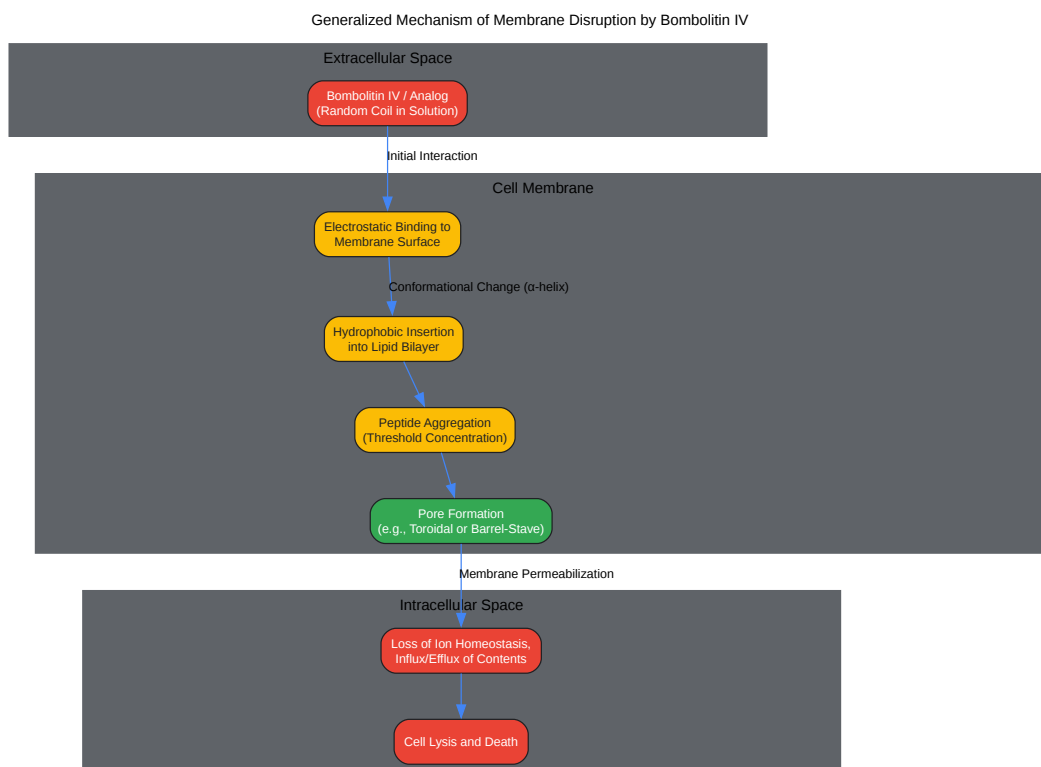 Generalized Mechanism of Membrane Disruption by Bombolitin IV
Extracellular Space
Bombolitin IV / Analog
(Random Coil in Solution)
Initial Interaction
Cell Membrane
Electrostatic Binding to
Membrane Surface
Conformational Change (α-helix)
Hydrophobic Insertion
into Lipid Bilayer
Peptide Aggregation
(Threshold Concentration)
Pore Formation
(e.g., Toroidal or Barrel-Stave)
Membrane Permeabilization
Intracellular Space
Loss of Ion Homeostasis,
Influx/Efflux of Contents
Cell Lysis and Death